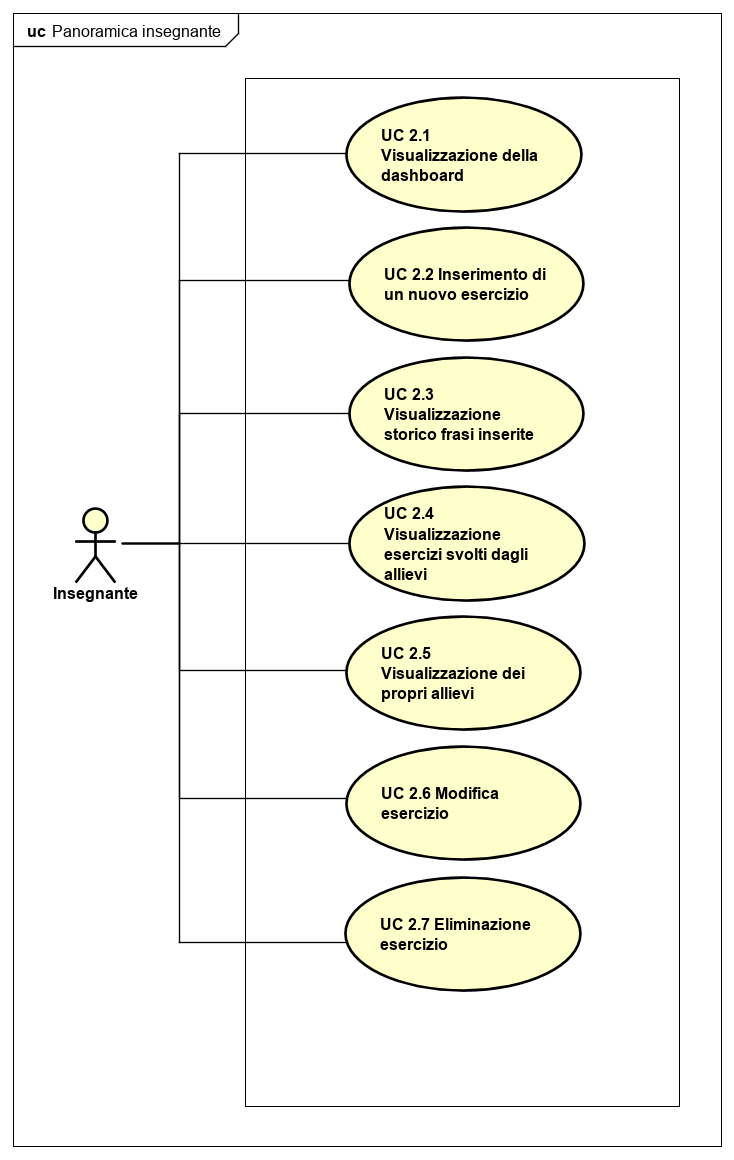 uc Panoramica insegnante
UC 2.1
Visualizzazione della
dashboard
UC 2.2 Inserimento di
un nuovo esercizio
UC 2.3
Visualizzazione
storico frasi inserite
UC 2.4
Visualizzazione
esercizi svolti dagli
allievi
Insegnante
UC 2.5
Visualizzazione dei
propri allievi
UC 2.6 Modifica
esercizio
UC 2.7 Eliminazione
esercizio